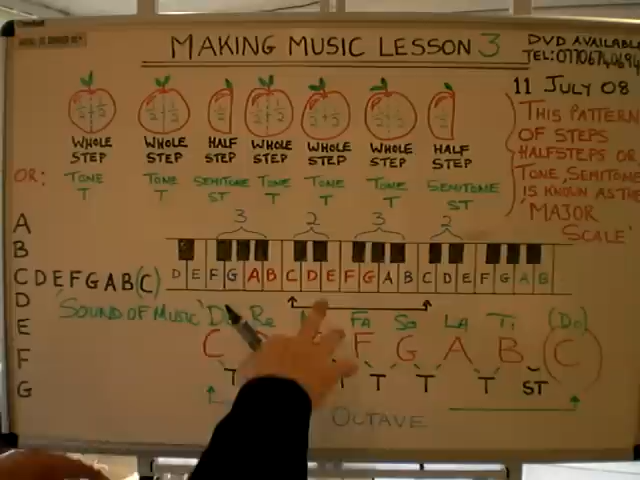 MAKING MUSIC LESSON 3
DVD AVAILABLE
11 JULY 08
WHOLE STEP
WHOLE STEP
HALF STEP
WHOLE STEP
WHOLE STEP
WHOLE STEP
HALF STEP
THIS PATTERN
OF STEPS
HALFSTEPS OR
TONE, SEMITONE
IS KNOWN AS THE
'MAJOR
SCALE'
OR:
TONE T
TONE T
SEMITONE ST
TONE T
TONE T
TONE T
SEMITONE ST
3 2 3 2
A
B
C D E F G A B (C)
D
E
F
G
D E F G A B C D E F G A B C D E F G A B
'SOUND OF MUSIC' Do Re FA So LA Ti (Do)
C F G A B (C)
T T T T T ST
OCTAVE